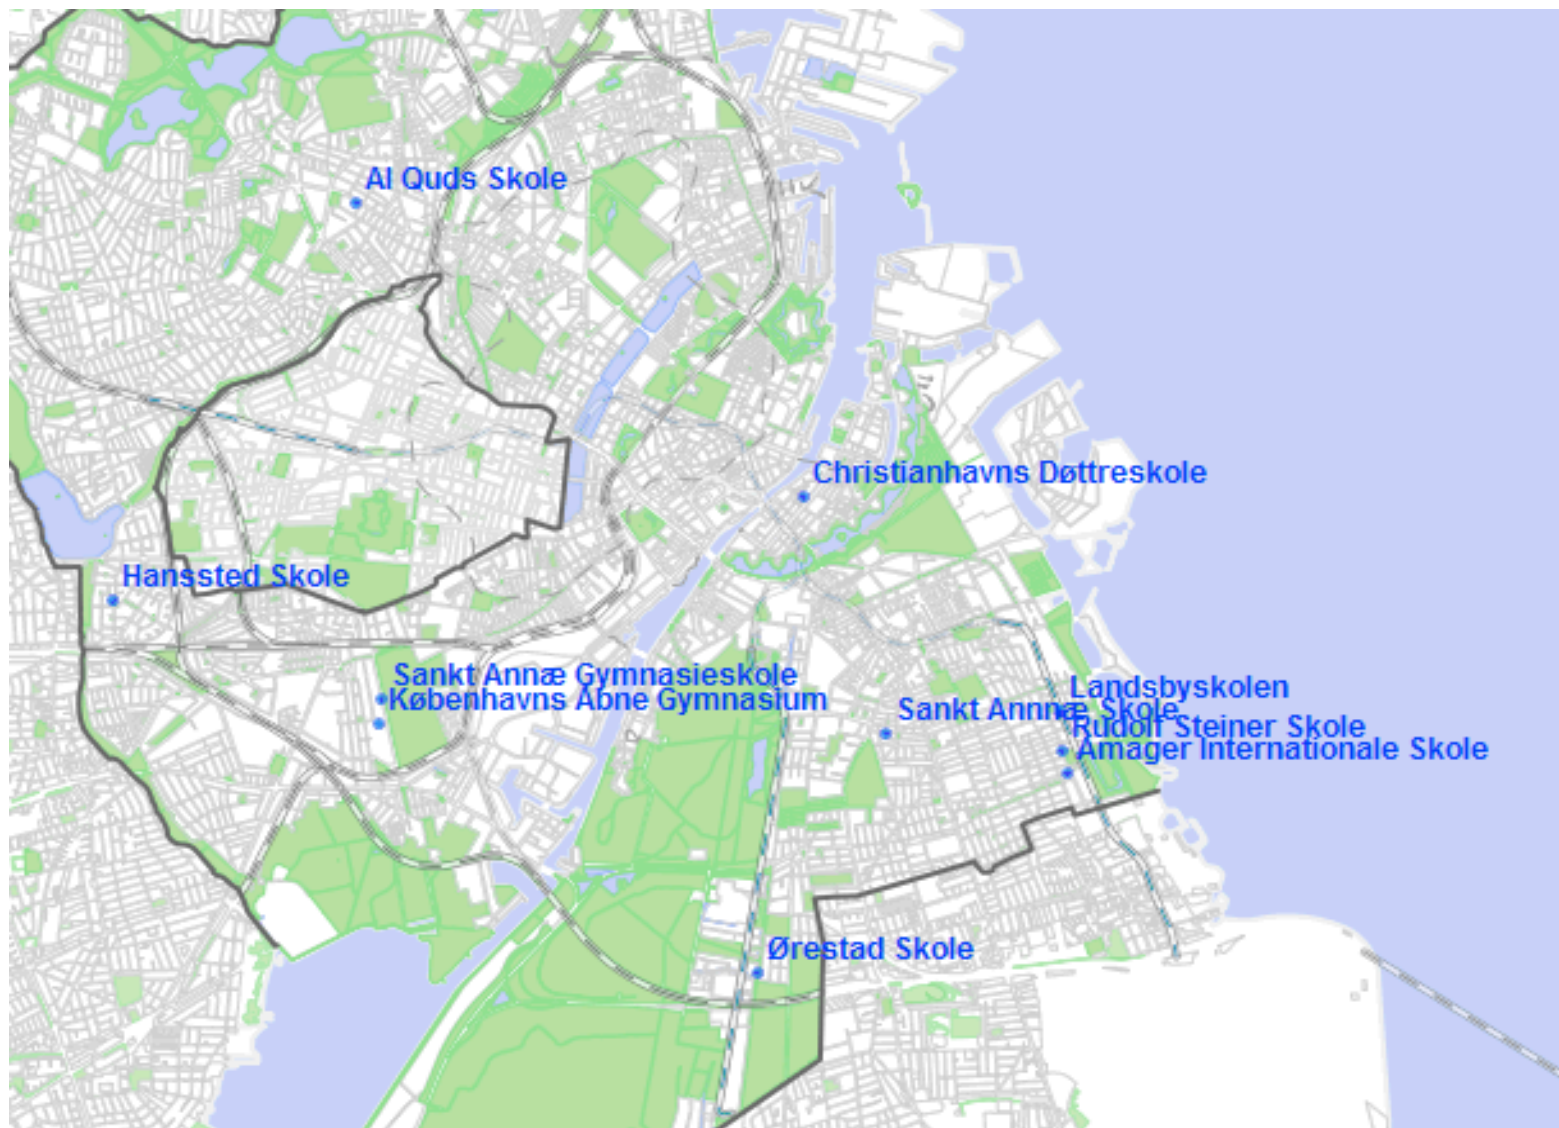 Al Quds Skole
Christianhavns Døttreskole
Hanssted Skole
Sankt Annæ Gymnasieskole
Københavns Åbne Gymnasium
Landsbyskolen
Sankt Annnæ Skole
Rudolf Steiner Skole
Amager Internationale Skole
Ørestad Skole